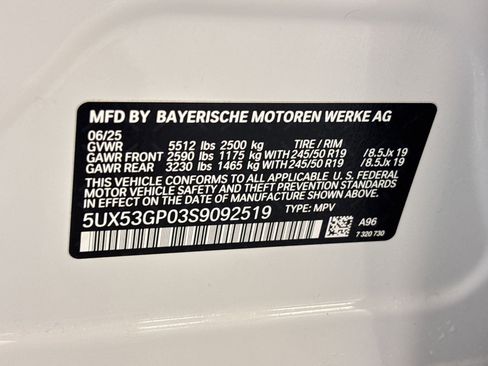 MFD BY BAYERISCHE MOTOREN WERKE AG
06/25
GVWR 5512 lbs 2500 kg TIRE / RIM
GAWR FRONT 2590 lbs 1175 kg WITH 245/50 R19 /8.5Jx 19
GAWR REAR 3230 lbs 1465 kg WITH 245/50 R19 /8.5Jx 19
THIS VEHICLE CONFORMS TO ALL APPLICABLE U. S. FEDERAL
MOTOR VEHICLE SAFETY AND THEFT PREVENTION STANDARDS
IN EFFECT ON THE DATE OF MANUFACTURE SHOWN ABOVE.
5UX53GP03S9092519 TYPE: MPV
A96
7 320 730